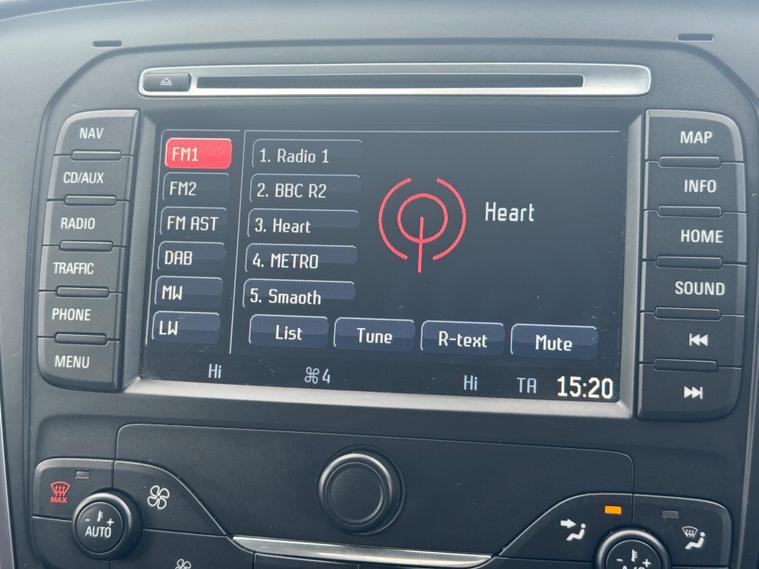 NAV
CD/AUX
RADIO
TRAFFIC
PHONE
MENU
FM1
FM2
FM AST
DAB
MW
LW
1. Radio 1
2. BBC R2
3. Heart
4. METRO
5. Smaoth
Heart
List Tune R-text Mute
Hi 4 Hi TA 15:20
MAP
INFO
HOME
SOUND
MAX
- +
AUTO
- +